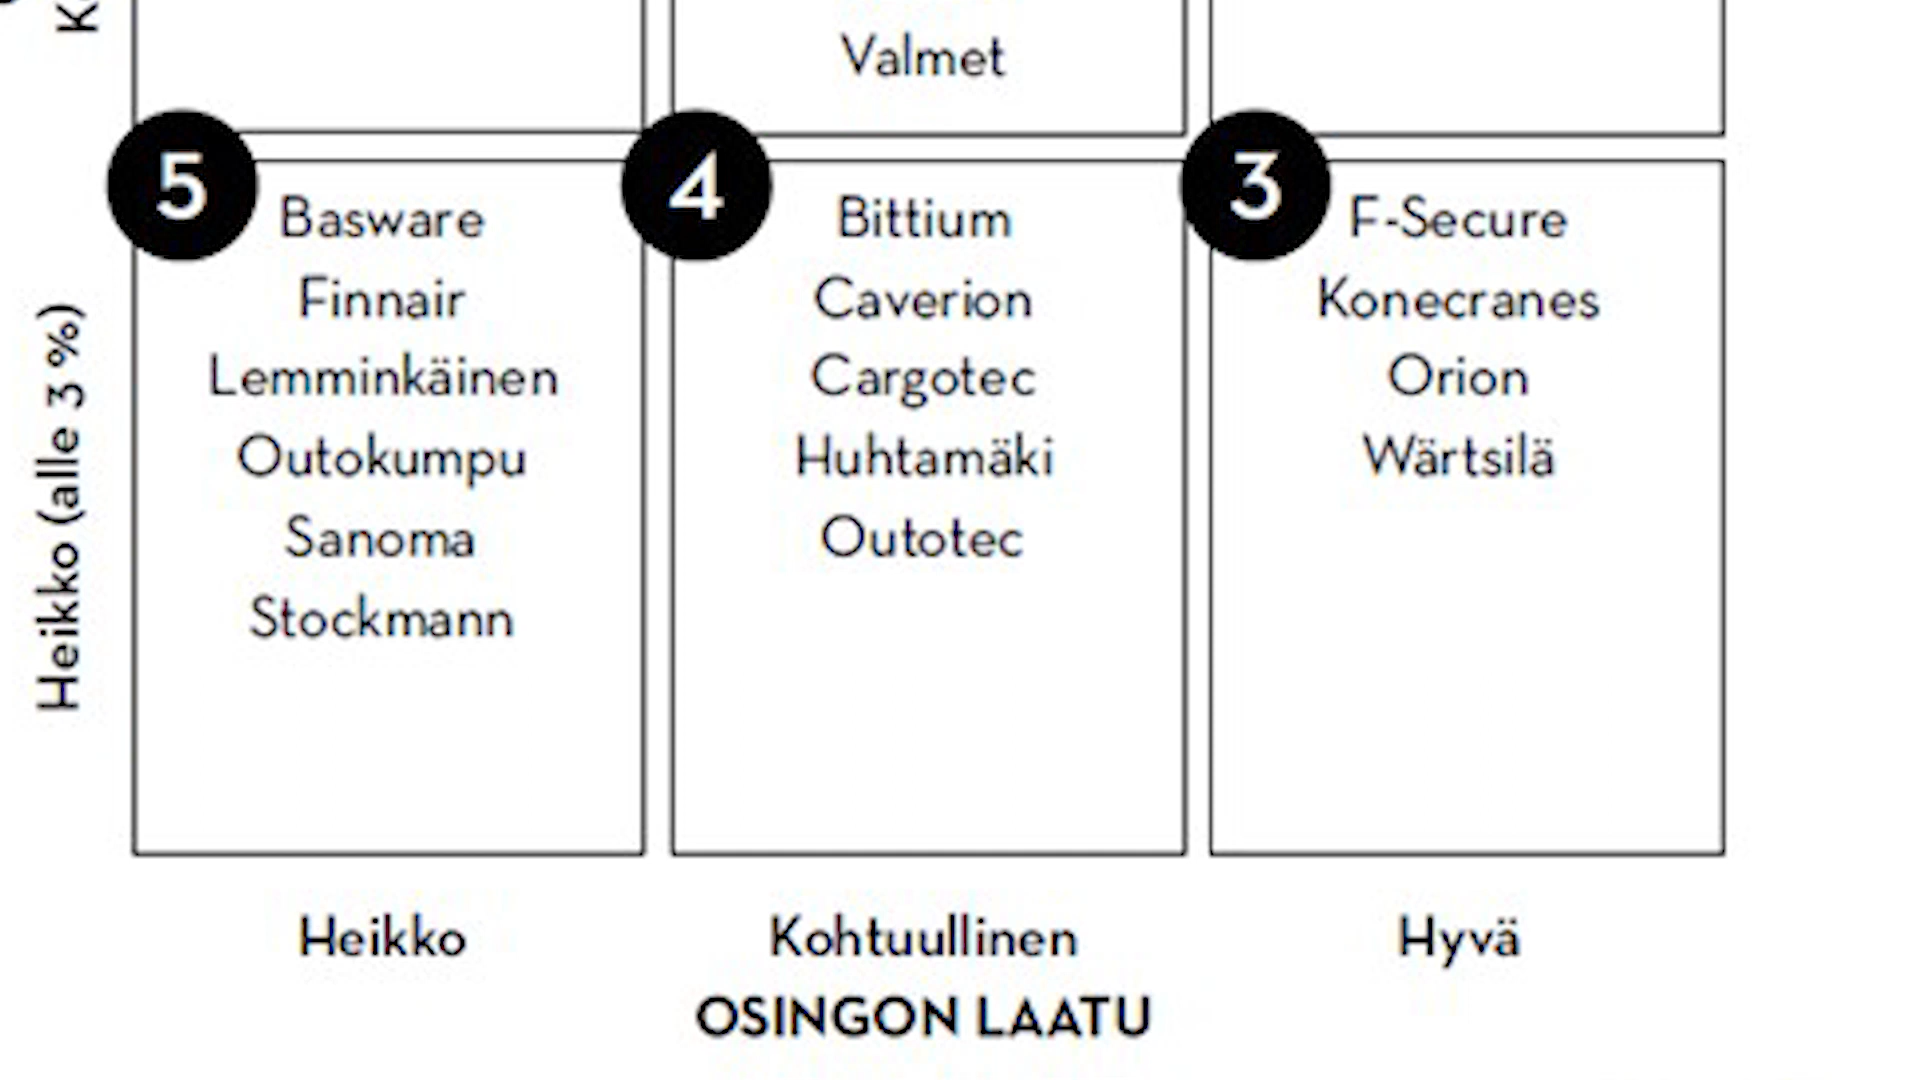 Valmet
5
Basware
Finnair
Lemminkäinen
Outokumpu
Sanoma
Stockmann
4
Bittium
Caverion
Cargotec
Huhtamäki
Outotec
3
F-Secure
Konecranes
Orion
Wärtsilä
Heikko (alle 3 %)
Heikko
Kohtuullinen
Hyvä
OSINGON LAATU